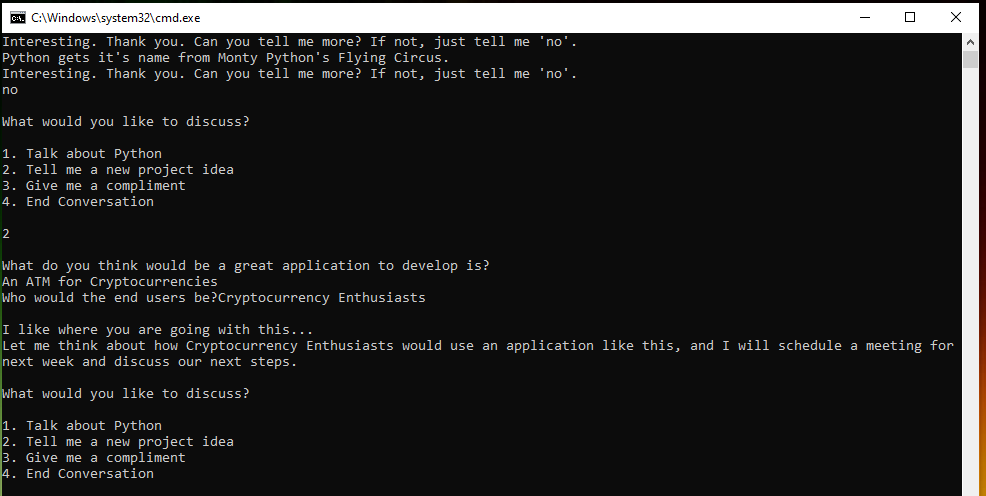 C:\Windows\system32\cmd.exe
Interesting. Thank you. Can you tell me more? If not, just tell me 'no'.
Python gets it's name from Monty Python's Flying Circus.
Interesting. Thank you. Can you tell me more? If not, just tell me 'no'.
no
What would you like to discuss?
1. Talk about Python
2. Tell me a new project idea
3. Give me a compliment
4. End Conversation
2
What do you think would be a great application to develop is?
An ATM for Cryptocurrencies
Who would the end users be?Cryptocurrency Enthusiasts
I like where you are going with this...
Let me think about how Cryptocurrency Enthusiasts would use an application like this, and I will schedule a meeting for
next week and discuss our next steps.
What would you like to discuss?
1. Talk about Python
2. Tell me a new project idea
3. Give me a compliment
4. End Conversation